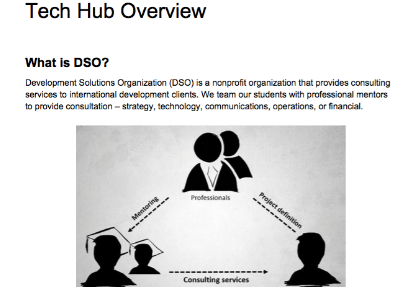 Tech Hub Overview
What is DSO?
Development Solutions Organization (DSO) is a nonprofit organization that provides consulting
services to international development clients. We team our students with professional mentors
to provide consultation – strategy, technology, communications, operations, or financial.
Professionals
Mentoring
Project definition
Consulting services